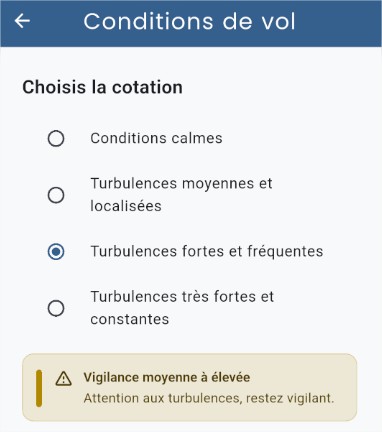 Conditions de vol
Choisis la cotation
Conditions calmes
Turbulences moyennes et
localisées
Turbulences fortes et fréquentes
Turbulences très fortes et
constantes
Vigilance moyenne à élevée
Attention aux turbulences, restez vigilant.